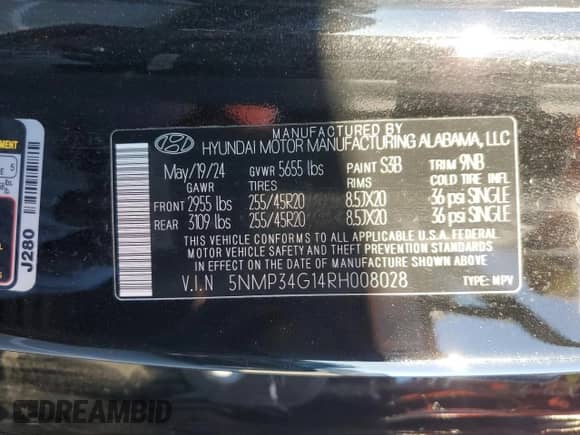 MANUFACTURED BY
HYUNDAI MOTOR MANUFACTURING ALABAMA, LLC
May/19/24 GVWR 5655 lbs PAINT S3B TRIM 9NB
GAWR TIRES RIMS COLD TIRE INFL
FRONT 2955 lbs 255/45R20 8.5JX20 36 psi SINGLE
REAR 3109 lbs 255/45R20 8.5JX20 36 psi SINGLE
THIS VEHICLE CONFORMS TO ALL APPLICABLE U.S.A. FEDERAL
MOTOR VEHICLE SAFETY AND THEFT PREVENTION STANDARDS
IN EFFECT ON THE DATE OF MANUFACTURE SHOWN ABOVE.
V.I.N 5NMP34G14RH008028 TYPE: MPV
J280
5
lbs.
DREAMBID